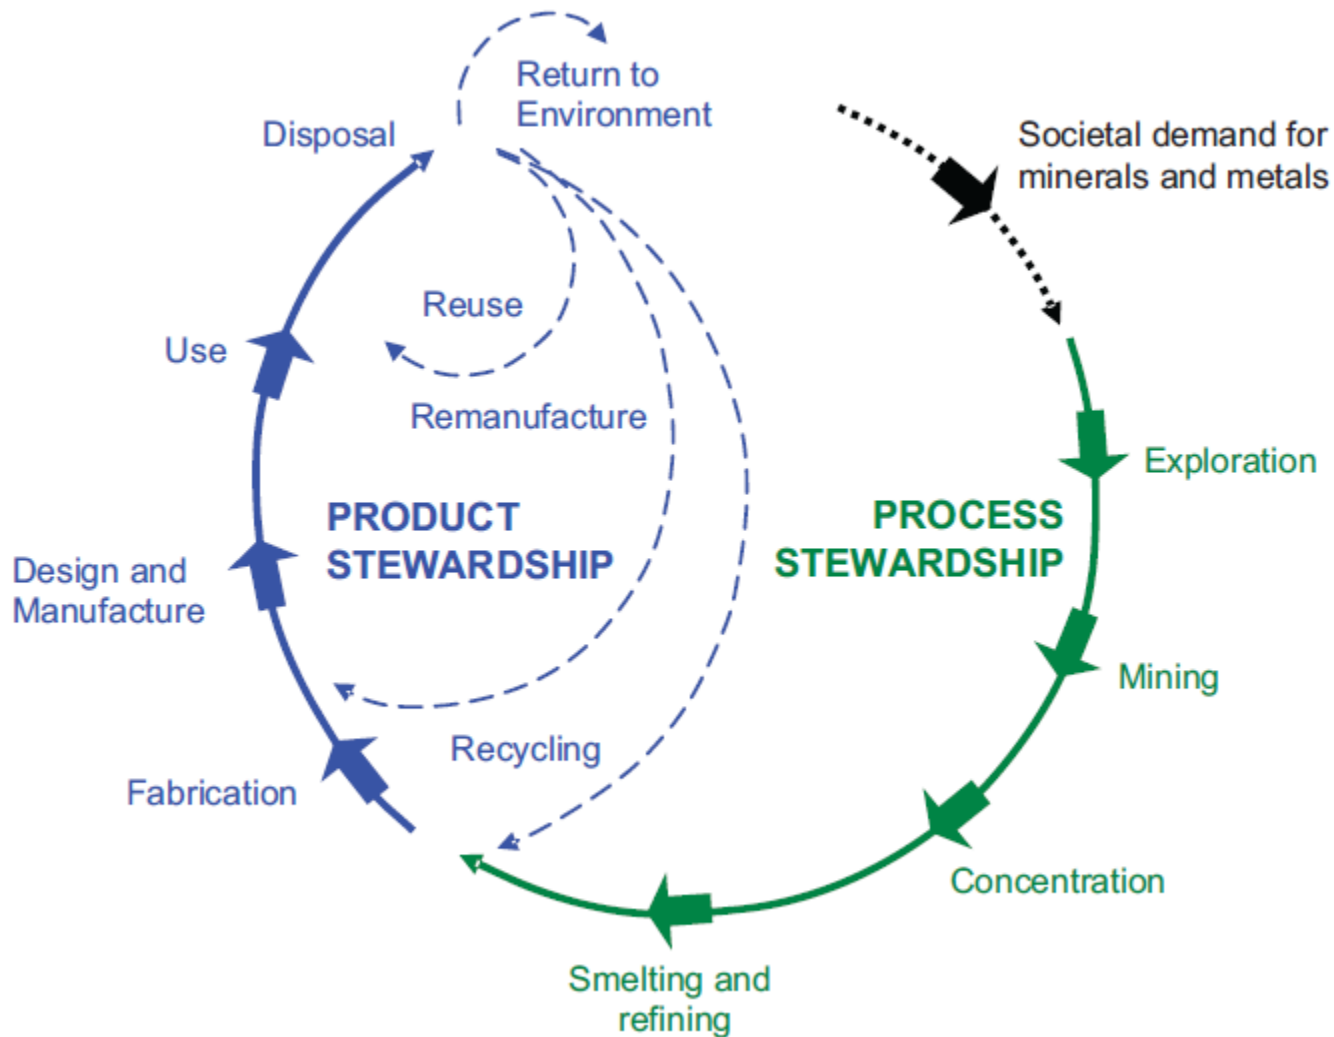 Return to
Environment
Disposal
Societal demand for
minerals and metals
Reuse
Use
Remanufacture
Exploration
PRODUCT
STEWARDSHIP
PROCESS
STEWARDSHIP
Design and
Manufacture
Mining
Recycling
Fabrication
Concentration
Smelting and
refining